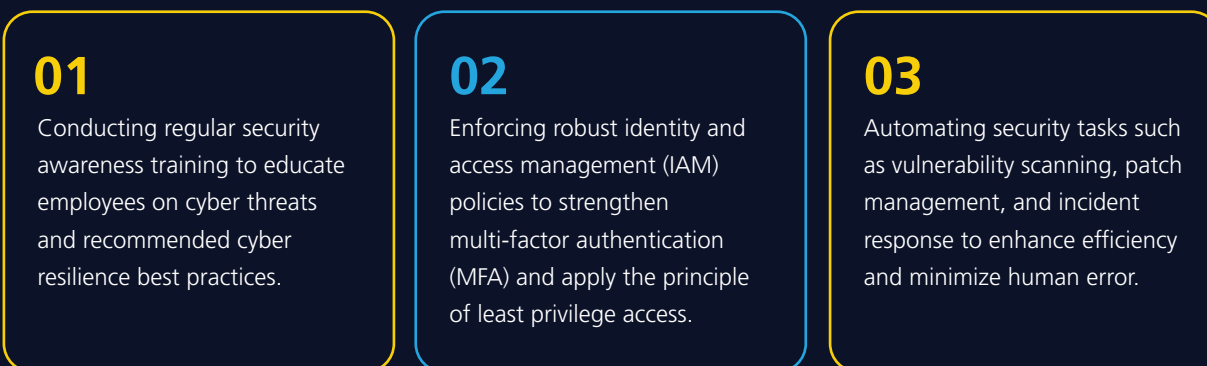 01
Conducting regular security
awareness training to educate
employees on cyber threats
and recommended cyber
resilience best practices.
02
Enforcing robust identity and
access management (IAM)
policies to strengthen
multi-factor authentication
(MFA) and apply the principle
of least privilege access.
03
Automating security tasks such
as vulnerability scanning, patch
management, and incident
response to enhance efficiency
and minimize human error.